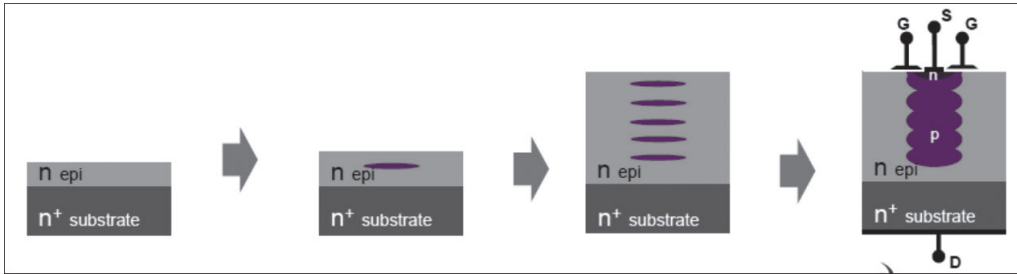 n epi
n+ substrate
n epi
n+ substrate
n epi
n+ substrate
G S G
n
p
n epi
n+ substrate
D